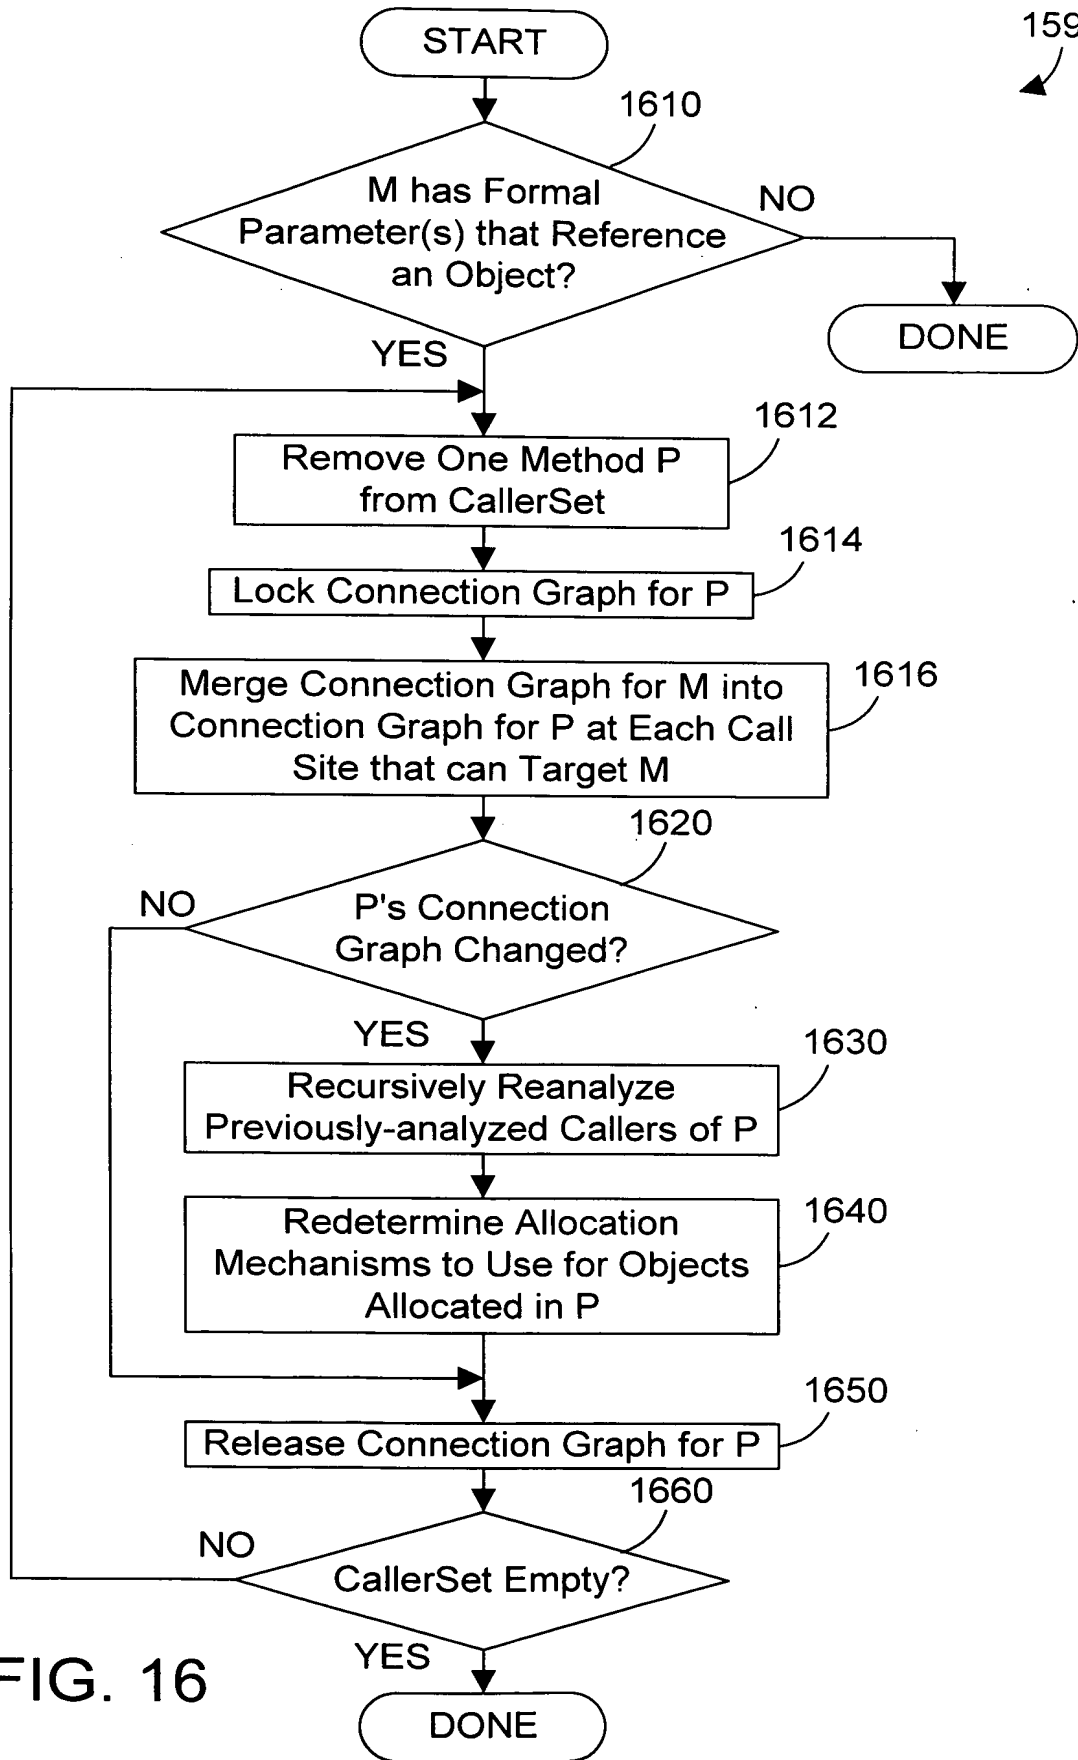 START
159
1610
M has Formal
Parameter(s) that Reference
an Object?
NO
DONE
YES
1612
Remove One Method P
from CallerSet
1614
Lock Connection Graph for P
1616
Merge Connection Graph for M into
Connection Graph for P at Each Call
Site that can Target M
1620
P's Connection
Graph Changed?
NO
YES
1630
Recursively Reanalyze
Previously-analyzed Callers of P
1640
Redetermine Allocation
Mechanisms to Use for Objects
Allocated in P
1650
Release Connection Graph for P
1660
CallerSet Empty?
NO
YES
FIG. 16
DONE